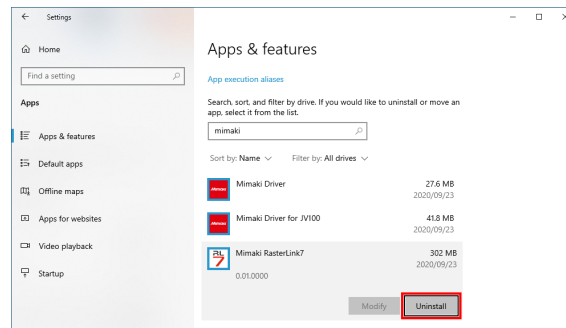 Settings
Home
Find a setting
Apps
Apps & features
Default apps
Offline maps
Apps for websites
Video playback
Startup
Apps & features
App execution aliases
Search, sort, and filter by drive. If you would like to uninstall or move an
app, select it from the list.
mimaki
Sort by: Name Filter by: All drives
Mimaki
Mimaki Driver 27.6 MB
2020/09/23
Mimaki
Mimaki Driver for JV100 41.8 MB
2020/09/23
RL
7
Mimaki RasterLink7 302 MB
2020/09/23
0.01.0000
Modify Uninstall